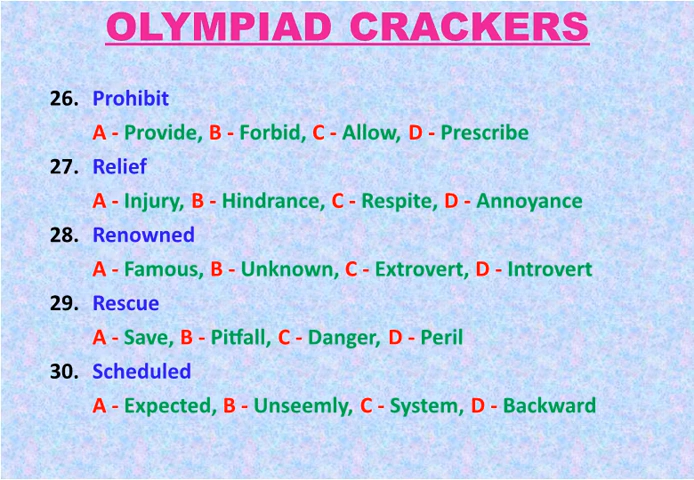 OLYMPIAD CRACKERS
26. Prohibit
A - Provide, B - Forbid, C - Allow, D - Prescribe
27. Relief
A - Injury, B - Hindrance, C - Respite, D - Annoyance
28. Renowned
A - Famous, B - Unknown, C - Extrovert, D - Introvert
29. Rescue
A - Save, B - Pitfall, C - Danger, D - Peril
30. Scheduled
A - Expected, B - Unseemly, C - System, D - Backward